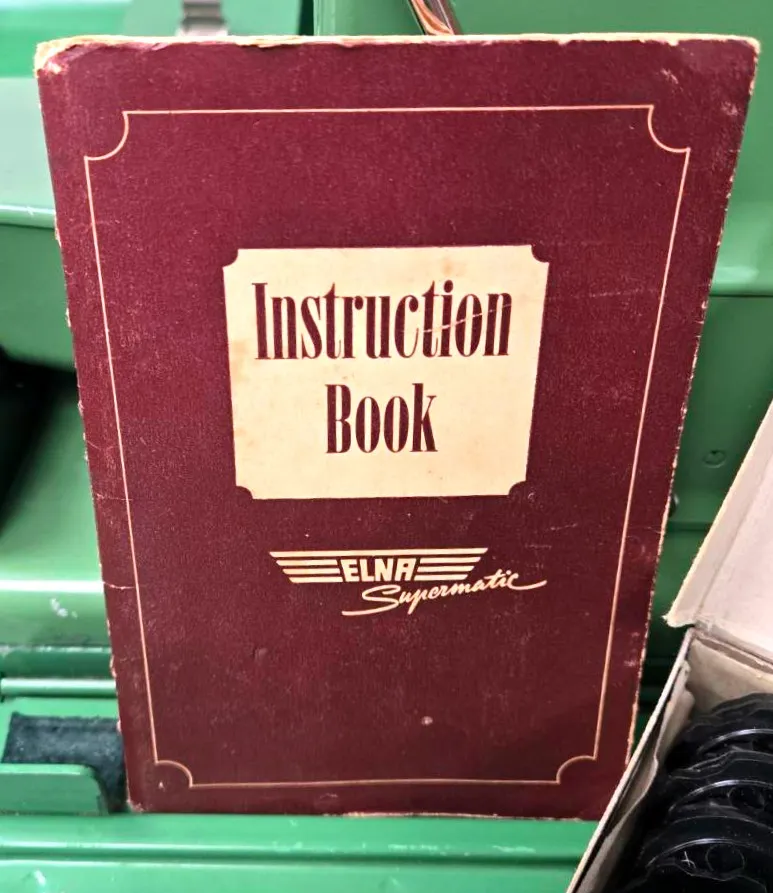 Instruction
Book
ELNA
Supermatic